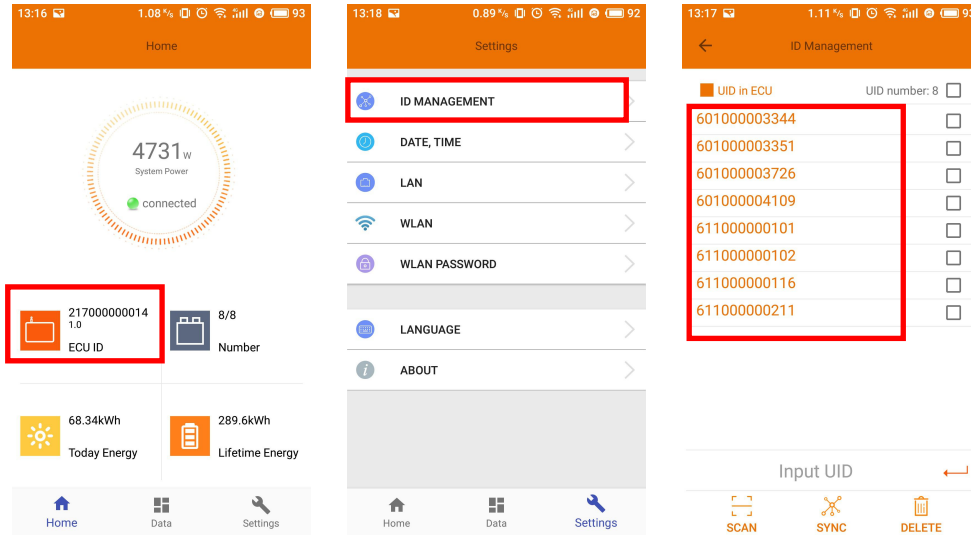 13:16 1.08 K/s 93
Home
4731 W
System Power
connected
217000000014
1.0
ECU ID
8/8
Number
68.34kWh
Today Energy
289.6kWh
Lifetime Energy
Home Data Settings
13:18 0.89 K/s 92
Settings
ID MANAGEMENT
DATE, TIME
LAN
WLAN
WLAN PASSWORD
LANGUAGE
ABOUT
Home Data Settings
13:17 1.11 K/s 93
ID Management
UID in ECU UID number: 8
601000003344
601000003351
601000003726
601000004109
611000000101
611000000102
611000000116
611000000211
Input UID
SCAN SYNC DELETE